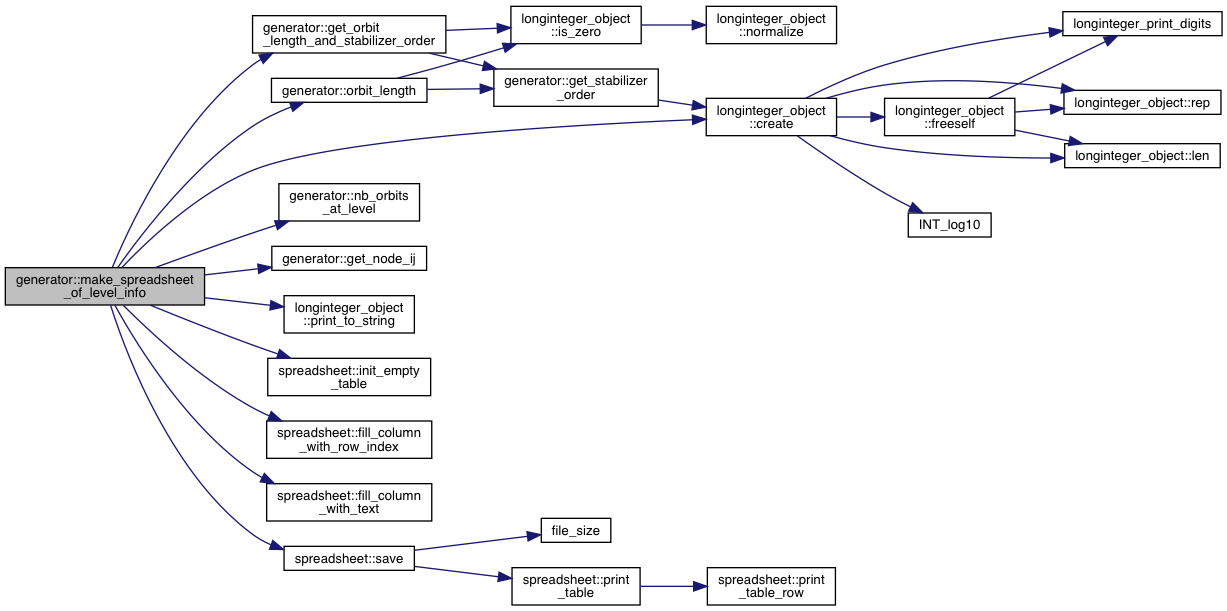 generator::make_spreadsheet
_of_level_info
generator::get_orbit
_length_and_stabilizer_order
generator::orbit_length
generator::nb_orbits
_at_level
generator::get_node_ij
longinteger_object
::print_to_string
spreadsheet::init_empty
_table
spreadsheet::fill_column
_with_row_index
spreadsheet::fill_column
_with_text
spreadsheet::save
longinteger_object
::is_zero
generator::get_stabilizer
_order
file_size
spreadsheet::print
_table
longinteger_object
::normalize
longinteger_object
::create
spreadsheet::print
_table_row
longinteger_object
::freeself
INT_log10
longinteger_print_digits
longinteger_object::rep
longinteger_object::len